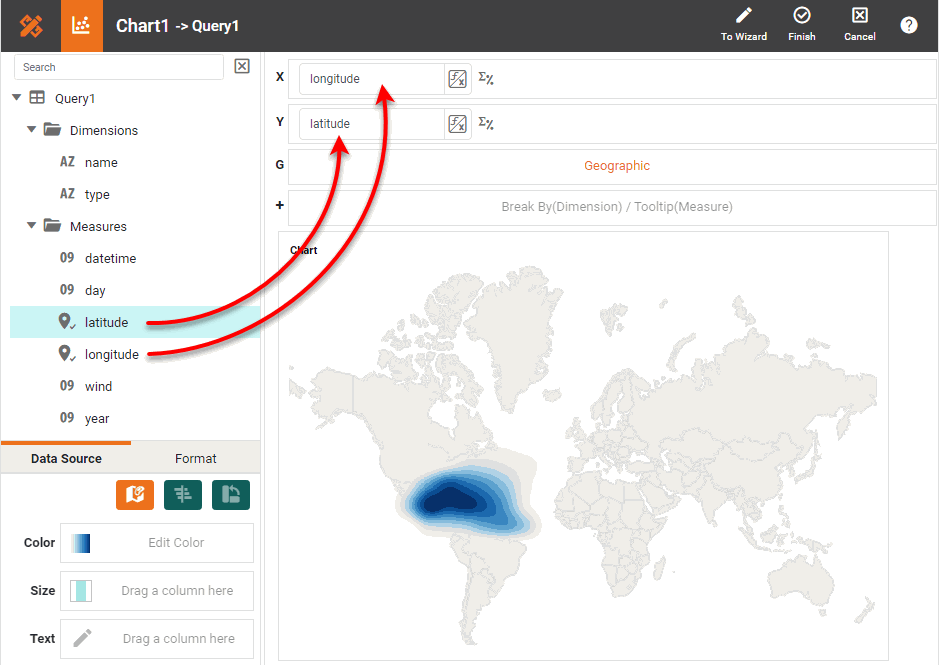 Chart1 -> Query1
To Wizard
Finish
Cancel
?
Search
Query1
Dimensions
AZ name
AZ type
Measures
09 datetime
09 day
latitude
longitude
09 wind
09 year
Data Source
Format
Color
Edit Color
Size
Drag a column here
Text
Drag a column here
X
longitude
f/x
Σ%
Y
latitude
f/x
Σ%
G
Geographic
+
Break By(Dimension) / Tooltip(Measure)
Chart